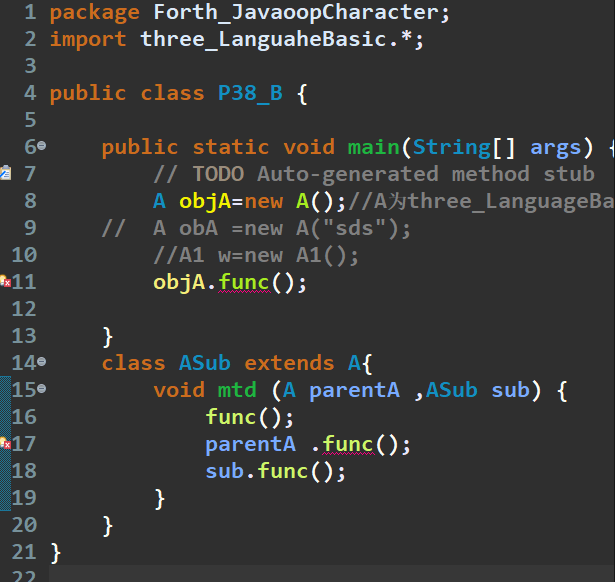 1 package Forth_JavaoopCharacter;
2 import three_LanguaheBasic.*;
3
4 public class P38_B {
5
6 public static void main(String[] args) {
7 // TODO Auto-generated method stub
8 A objA=new A();//A为three_LanguageBa
9 // A obA =new A("sds");
10 //A1 w=new A1();
11 objA.func();
12
13 }
14 class ASub extends A{
15 void mtd (A parentA ,ASub sub) {
16 func();
17 parentA .func();
18 sub.func();
19 }
20 }
21 }
22